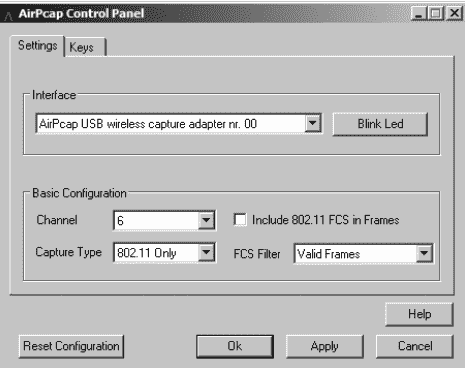 AirPcap Control Panel
Settings
Keys
Interface
AirPcap USB wireless capture adapter nr. 00
Blink Led
Basic Configuration
Channel
6
Include 802.11 FCS in Frames
Capture Type
802.11 Only
FCS Filter
Valid Frames
Help
Reset Configuration
Ok
Apply
Cancel